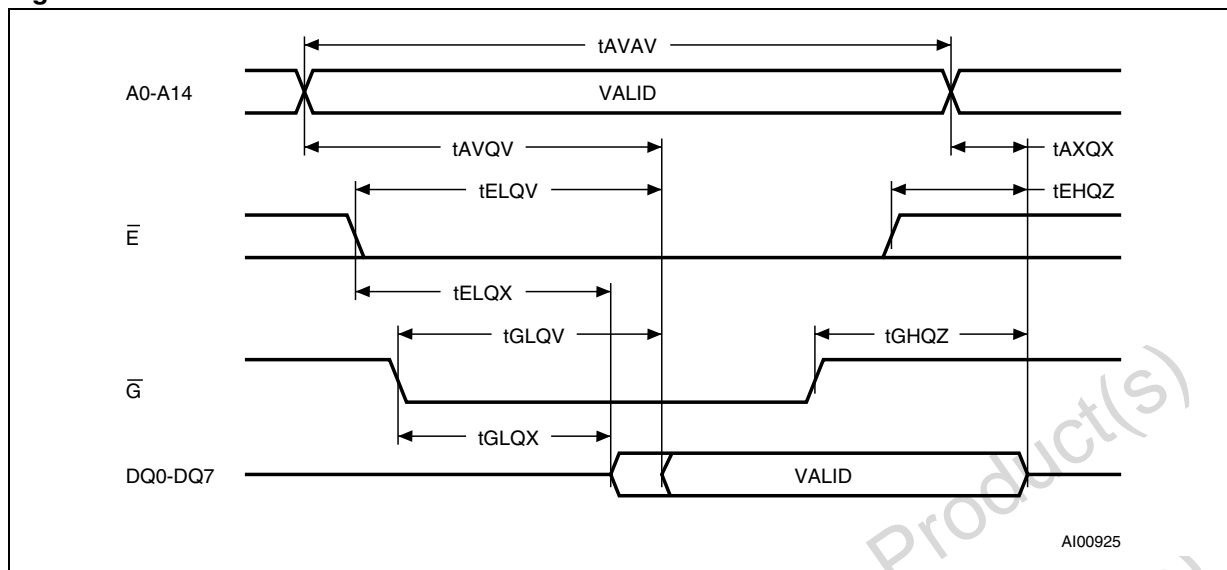 tAVAV
A0-A14
VALID
tAVQV
tAXQX
tELQV
tEHQZ
E
tELQX
tGLQV
tGHQZ
G
tGLQX
DQ0-DQ7
VALID
AI00925
Product(s)